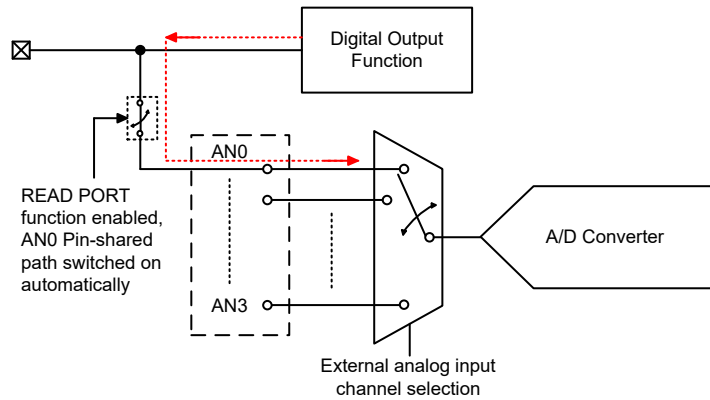 Digital Output
Function
AN0
READ PORT
function enabled,
AN0 Pin-shared
path switched on
automatically
A/D Converter
AN3
External analog input
channel selection